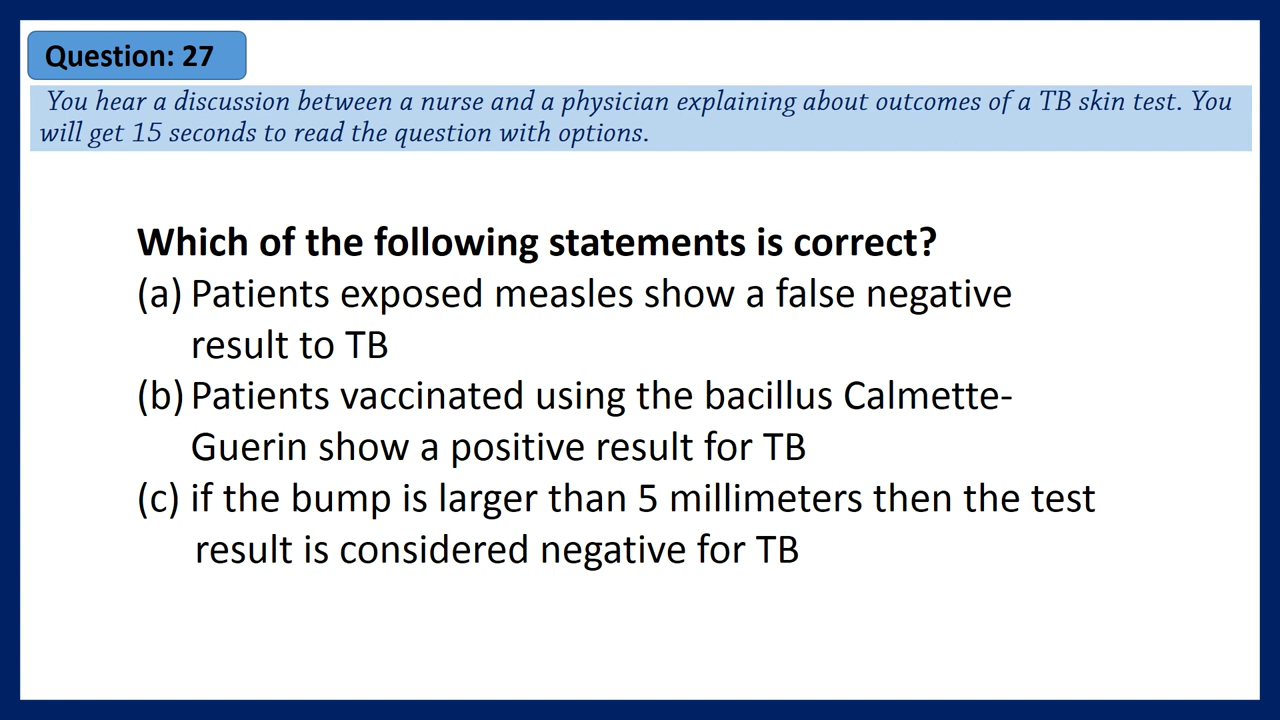 Question: 27
You hear a discussion between a nurse and a physician explaining about outcomes of a TB skin test. You
will get 15 seconds to read the question with options.
Which of the following statements is correct?
(a) Patients exposed measles show a false negative
result to TB
(b) Patients vaccinated using the bacillus Calmette-
Guerin show a positive result for TB
(c) if the bump is larger than 5 millimeters then the test
result is considered negative for TB